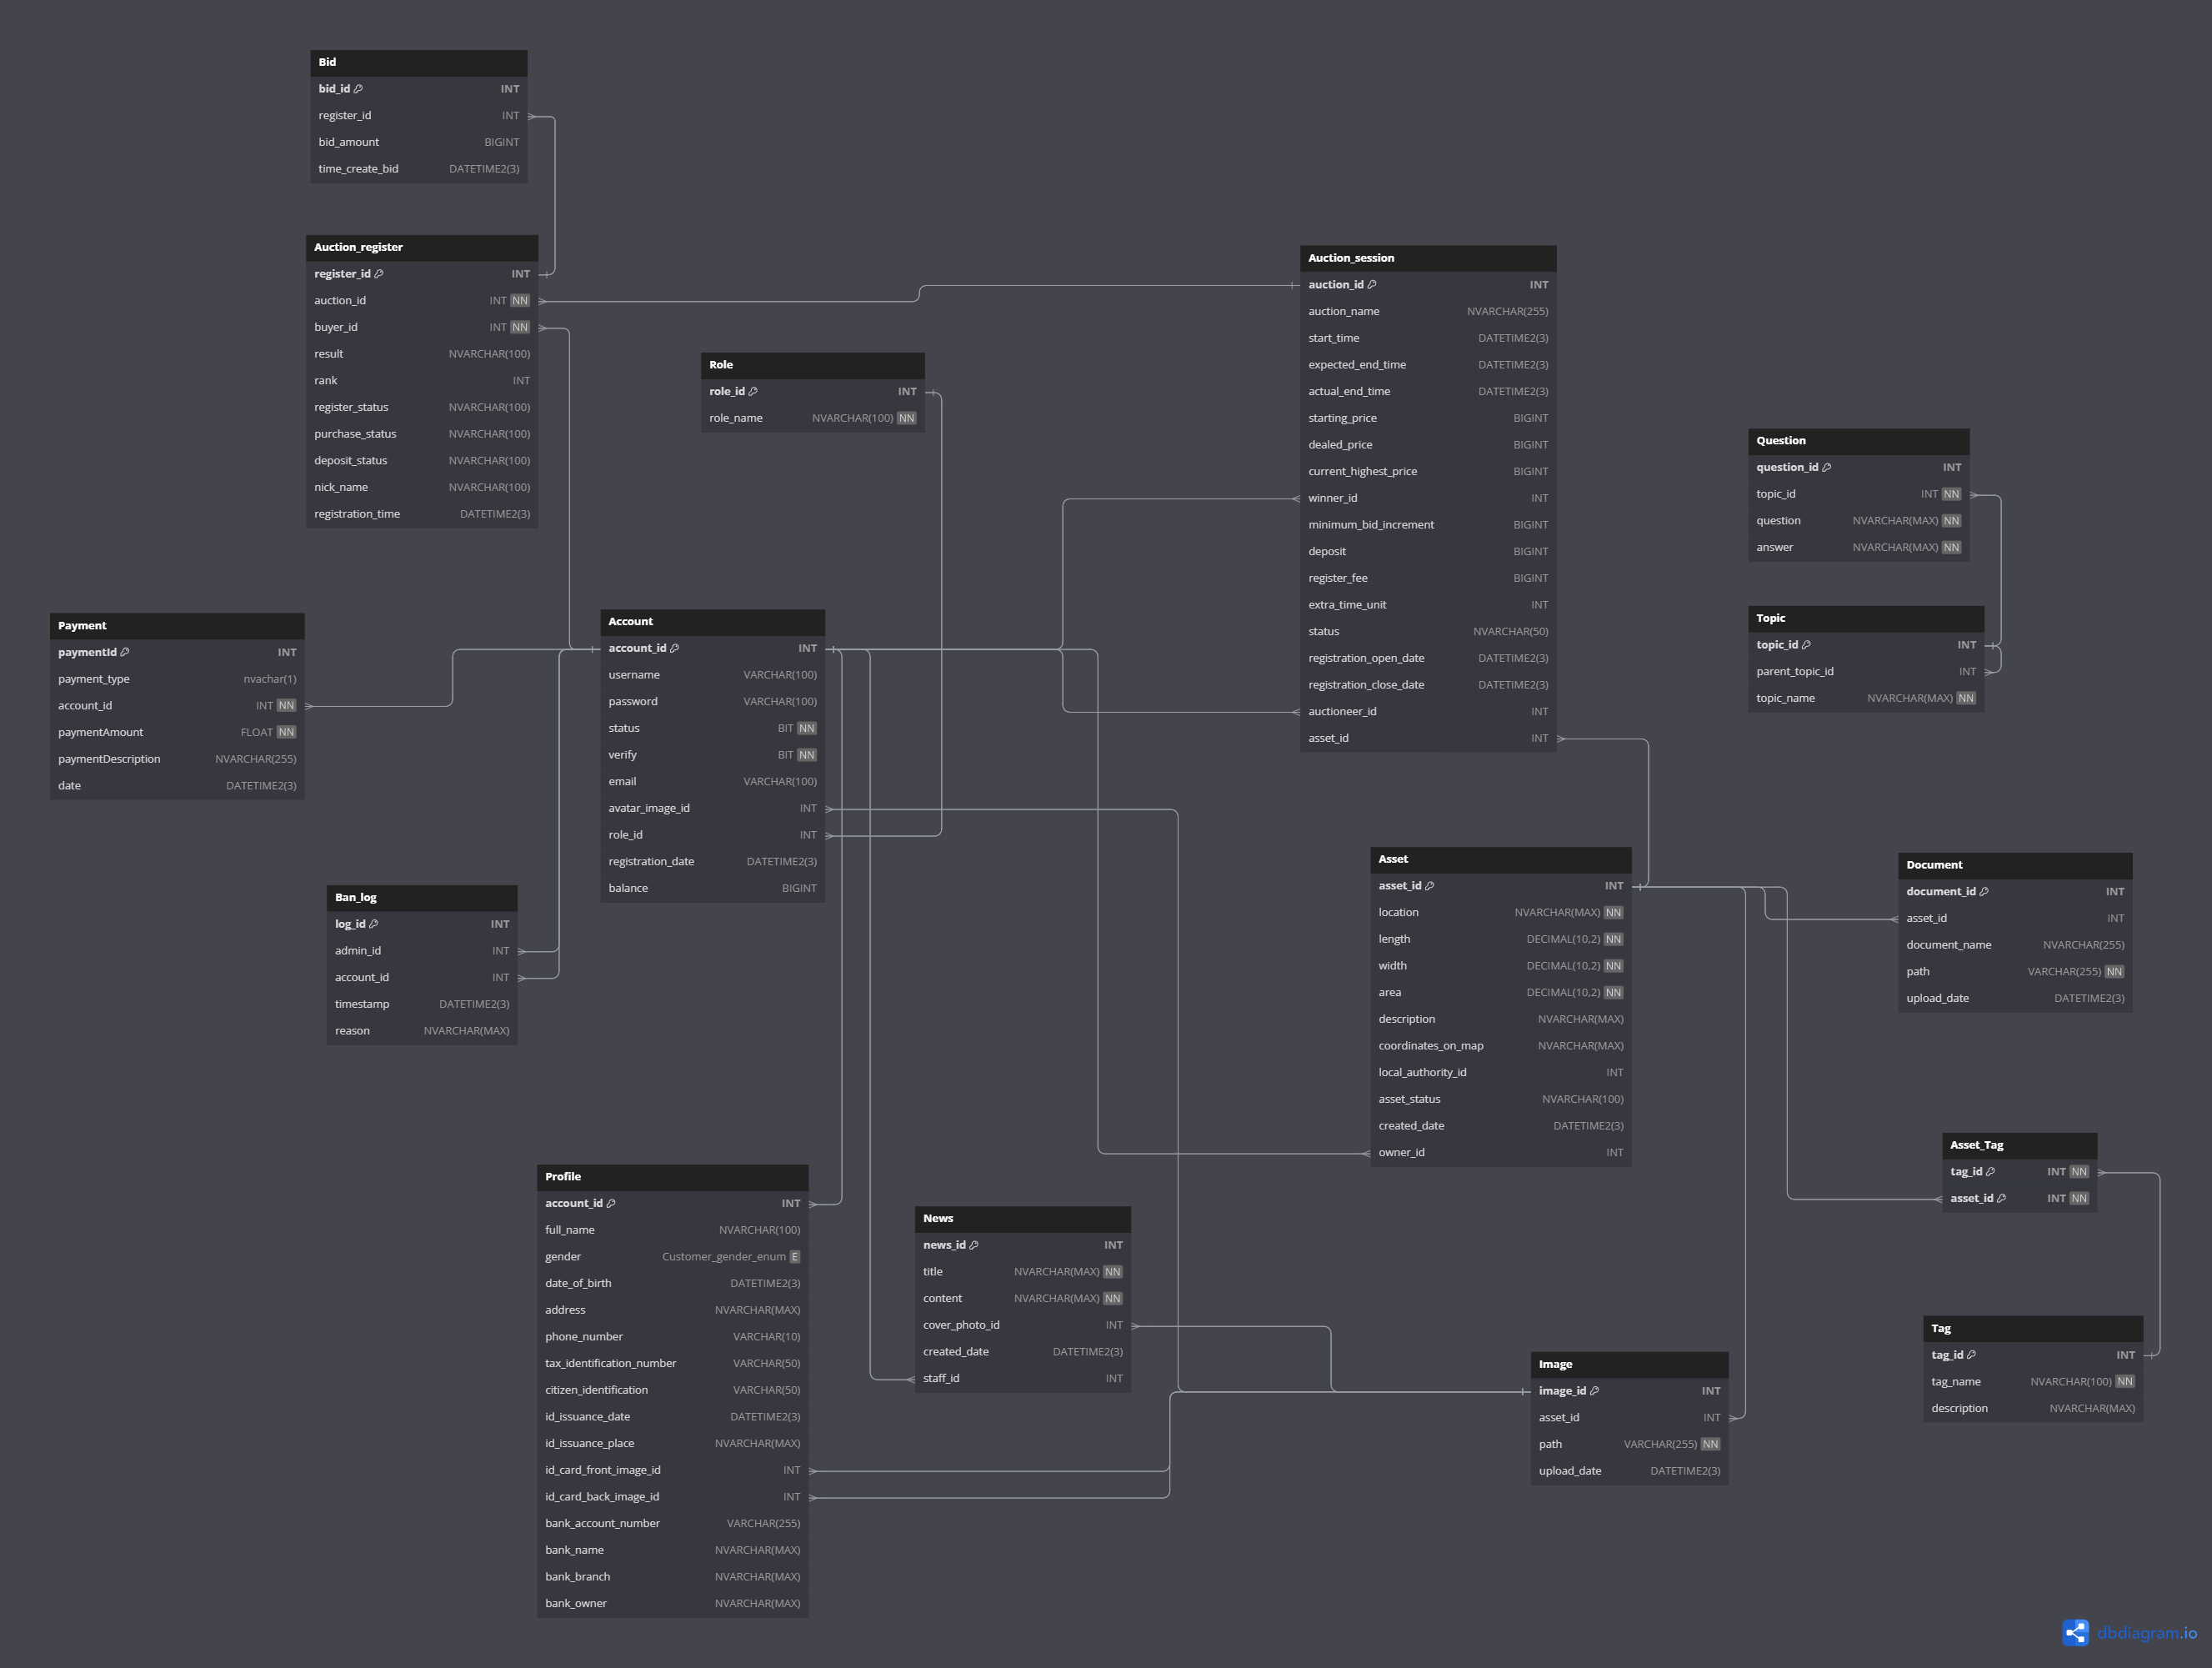 Bid
bid_id INT
register_id INT
bid_amount BIGINT
time_create_bid DATETIME2(3)
Auction_register
register_id INT
auction_id INT NN
buyer_id INT NN
result NVARCHAR(100)
rank INT
register_status NVARCHAR(100)
purchase_status NVARCHAR(100)
deposit_status NVARCHAR(100)
nick_name NVARCHAR(100)
registration_time DATETIME2(3)
Role
role_id INT
role_name NVARCHAR(100) NN
Auction_session
auction_id INT
auction_name NVARCHAR(255)
start_time DATETIME2(3)
expected_end_time DATETIME2(3)
actual_end_time DATETIME2(3)
starting_price BIGINT
dealed_price BIGINT
current_highest_price BIGINT
winner_id INT
minimum_bid_increment BIGINT
deposit BIGINT
register_fee BIGINT
extra_time_unit INT
status NVARCHAR(50)
registration_open_date DATETIME2(3)
registration_close_date DATETIME2(3)
auctioneer_id INT
asset_id INT
Question
question_id INT
topic_id INT NN
question NVARCHAR(MAX) NN
answer NVARCHAR(MAX) NN
Topic
topic_id INT
parent_topic_id INT
topic_name NVARCHAR(MAX) NN
Payment
paymentId INT
payment_type nvachar(1)
account_id INT NN
paymentAmount FLOAT NN
paymentDescription NVARCHAR(255)
date DATETIME2(3)
Account
account_id INT
username VARCHAR(100)
password VARCHAR(100)
status BIT NN
verify BIT NN
email VARCHAR(100)
avatar_image_id INT
role_id INT
registration_date DATETIME2(3)
balance BIGINT
Ban_log
log_id INT
admin_id INT
account_id INT
timestamp DATETIME2(3)
reason NVARCHAR(MAX)
Asset
asset_id INT
location NVARCHAR(MAX) NN
length DECIMAL(10,2) NN
width DECIMAL(10,2) NN
area DECIMAL(10,2) NN
description NVARCHAR(MAX)
coordinates_on_map NVARCHAR(MAX)
local_authority_id INT
asset_status NVARCHAR(100)
created_date DATETIME2(3)
owner_id INT
Document
document_id INT
asset_id INT
document_name NVARCHAR(255)
path VARCHAR(255) NN
upload_date DATETIME2(3)
Asset_Tag
tag_id INT NN
asset_id INT NN
Profile
account_id INT
full_name NVARCHAR(100)
gender Customer_gender_enum E
date_of_birth DATETIME2(3)
address NVARCHAR(MAX)
phone_number VARCHAR(10)
tax_identification_number VARCHAR(50)
citizen_identification VARCHAR(50)
id_issuance_date DATETIME2(3)
id_issuance_place NVARCHAR(MAX)
id_card_front_image_id INT
id_card_back_image_id INT
bank_account_number VARCHAR(255)
bank_name NVARCHAR(MAX)
bank_branch NVARCHAR(MAX)
bank_owner NVARCHAR(MAX)
News
news_id INT
title NVARCHAR(MAX) NN
content NVARCHAR(MAX) NN
cover_photo_id INT
created_date DATETIME2(3)
staff_id INT
Image
image_id INT
asset_id INT
path VARCHAR(255) NN
upload_date DATETIME2(3)
Tag
tag_id INT
tag_name NVARCHAR(100) NN
description NVARCHAR(MAX)
dbdiagram.io